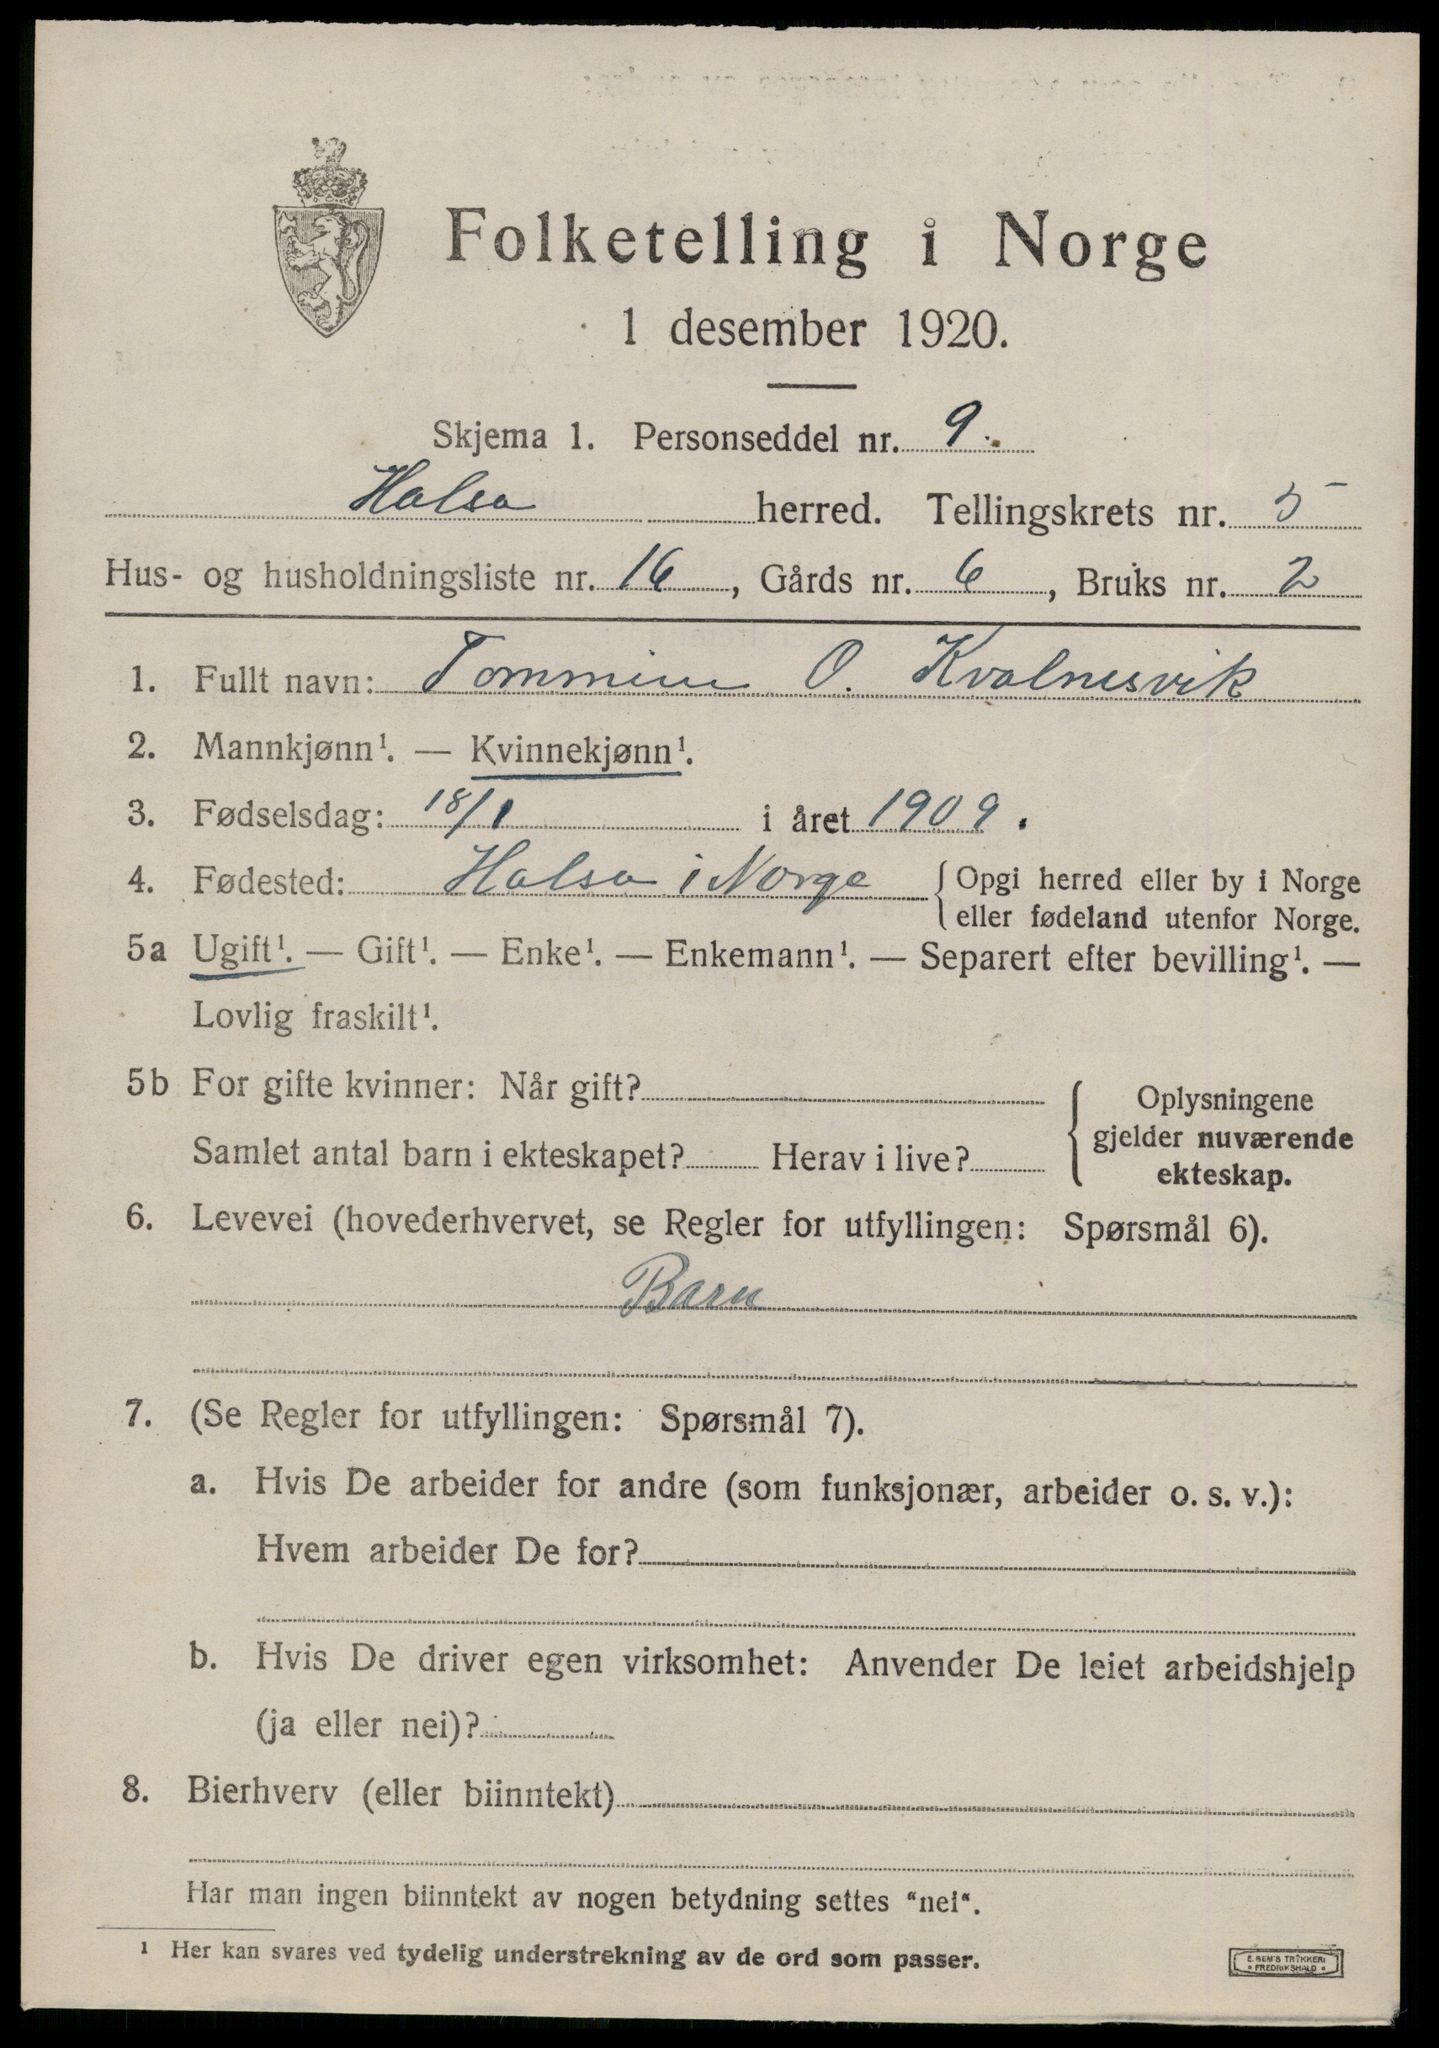 Folketelling i Norge
1 desember 1920.
Skjema 1. Personseddel nr. 9.
Halsa herred. Tellingskrets nr. 5
Hus- og husholdningsliste nr. 16, Gårds nr. 6, Bruks nr. 2
1. Fullt navn: Tommine O. Kvalnesvik
2. Mannkjønn¹. — Kvinnekjønn¹.
3. Fødselsdag: 18/1 i året 1909.
4. Fødested: Halsa i Norge { Opgi herred eller by i Norge
eller fødeland utenfor Norge.
5a Ugift¹. — Gift¹. — Enke¹. — Enkemann¹. — Separert efter bevilling¹. —
Lovlig fraskilt¹.
5b For gifte kvinner: Når gift?
Samlet antal barn i ekteskapet? Herav i live?
Oplysningene
gjelder nuværende
ekteskap.
6. Levevei (hovederhvervet, se Regler for utfyllingen: Spørsmål 6).
Barn
7. (Se Regler for utfyllingen: Spørsmål 7).
a. Hvis De arbeider for andre (som funksjonær, arbeider o. s. v.):
Hvem arbeider De for?
b. Hvis De driver egen virksomhet: Anvender De leiet arbeidshjelp
(ja eller nei)?
8. Bierhverv (eller biinntekt)
Har man ingen biinntekt av nogen betydning settes "nei".
¹ Her kan svares ved tydelig understrekning av de ord som passer.
E. SEM'S TRYKKERI
FREDRIKSHALD